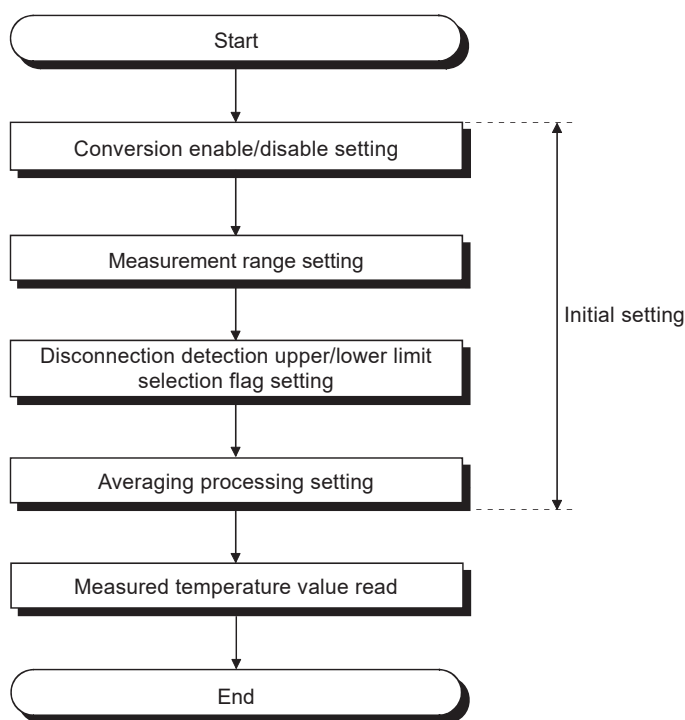 Start
Conversion enable/disable setting
Measurement range setting
Initial setting
Disconnection detection upper/lower limit
selection flag setting
Averaging processing setting
Measured temperature value read
End